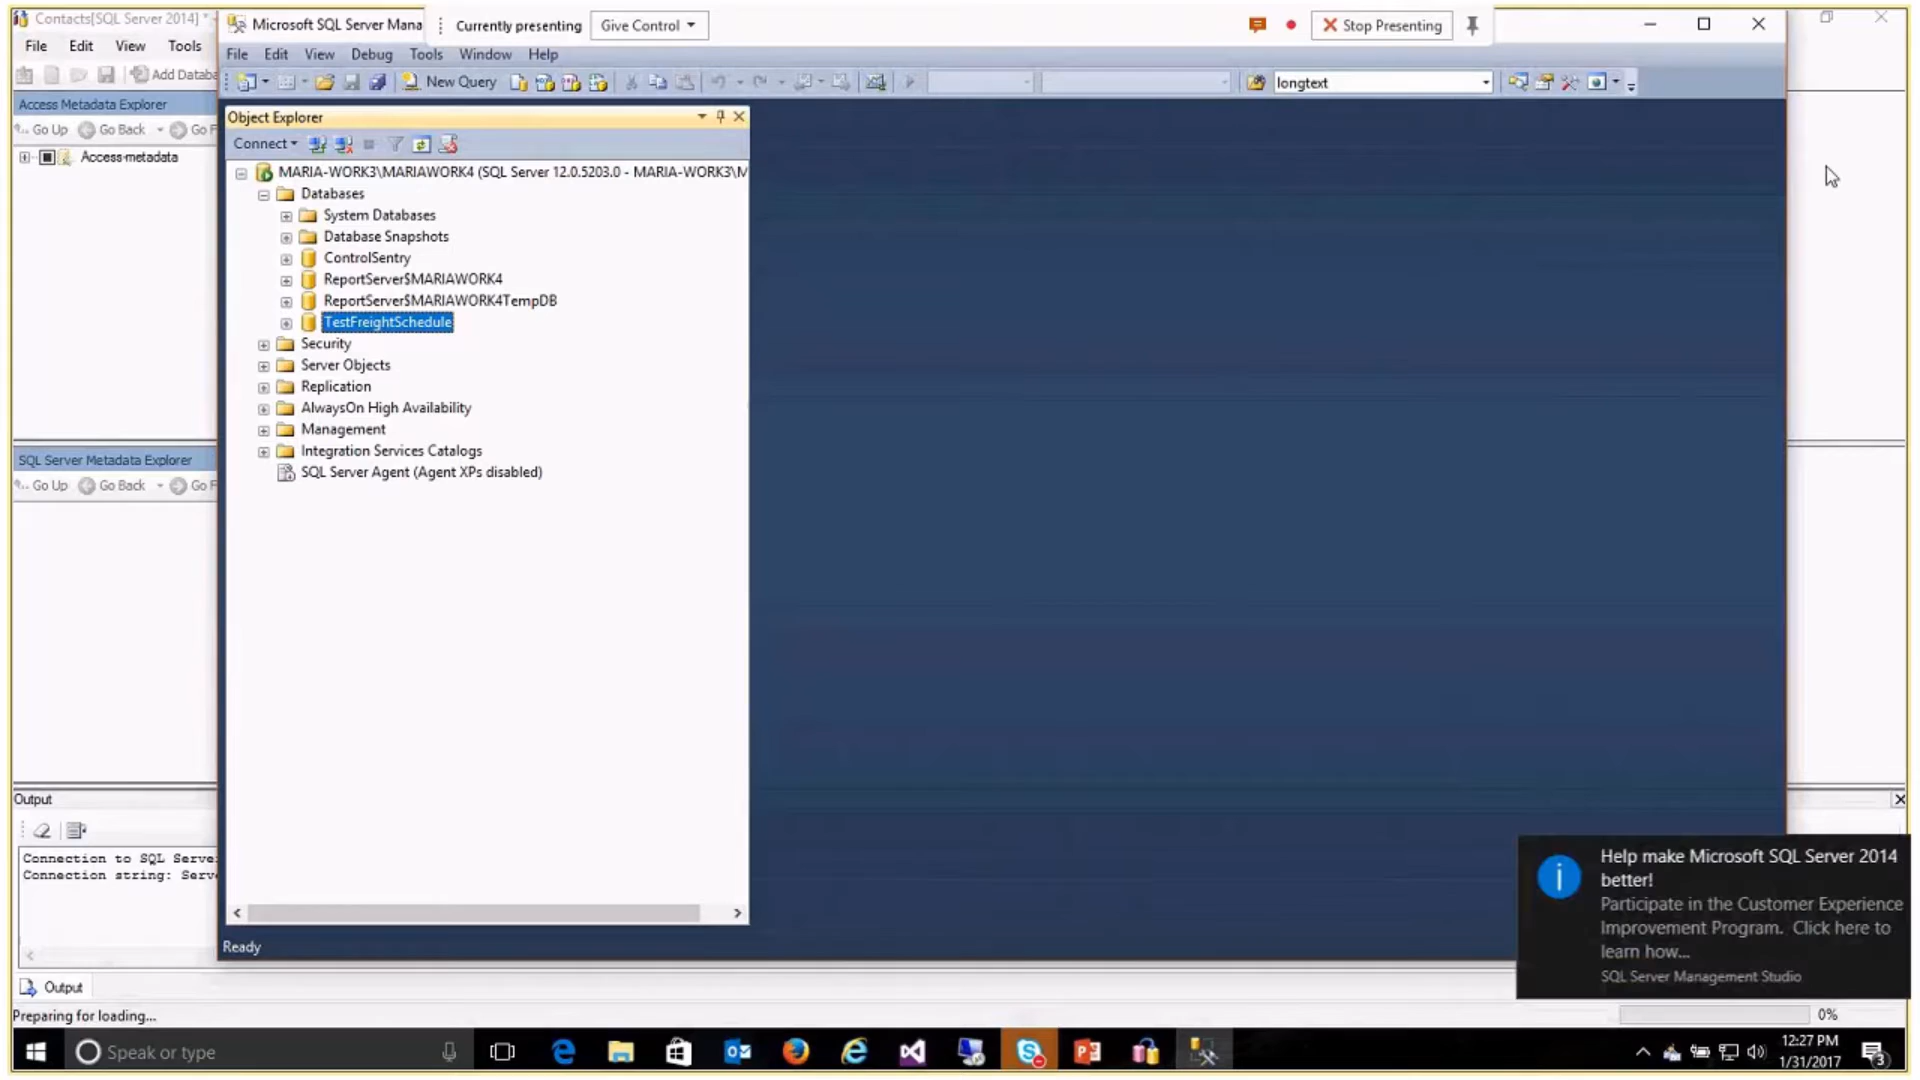 Contacts[SQL Server 2014] *
File Edit View Tools
Add Databa
Access Metadata Explorer
Go Up Go Back Go F
Access-metadata
SQL Server Metadata Explorer
Go Up Go Back Go F
Output
Connection to SQL Serve
Connection string: Serv
Output
Preparing for loading...
0%
Microsoft SQL Server Mana
Currently presenting
Give Control
Stop Presenting
File Edit View Debug Tools Window Help
New Query
longtext
Object Explorer
Connect
MARIA-WORK3\MARIAWORK4 (SQL Server 12.0.5203.0 - MARIA-WORK3\M
Databases
System Databases
Database Snapshots
ControlSentry
ReportServer$MARIAWORK4
ReportServer$MARIAWORK4TempDB
TestFreightSchedule
Security
Server Objects
Replication
AlwaysOn High Availability
Management
Integration Services Catalogs
SQL Server Agent (Agent XPs disabled)
Ready
Help make Microsoft SQL Server 2014
better!
Participate in the Customer Experience
Improvement Program. Click here to
learn how...
SQL Server Management Studio
Speak or type
12:27 PM
1/31/2017
3